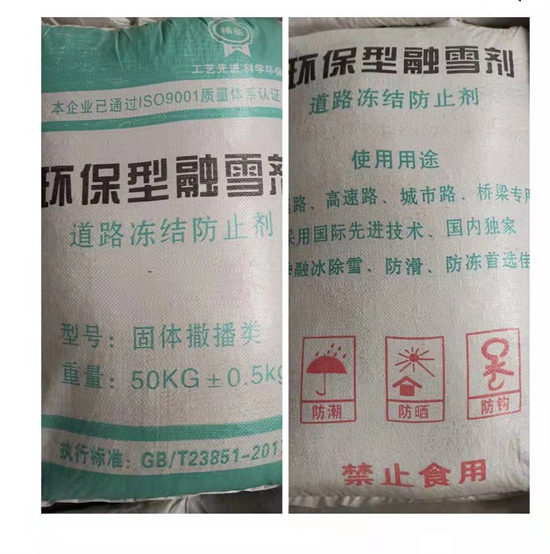 精品
工艺先进 科学环保
本企业已通过ISO9001质量体系认证
环保型融雪剂
道路冻结防止剂
型号：固体撒播类
重量：50KG±0.5kg
执行标准：GB/T23851-201
环保型融雪剂
道路冻结防止剂
使用用途
路、高速路、城市路、桥梁专
采用国际先进技术、国内独家
融冰除雪、防滑、防冻首选佳
防潮
防晒
防钩
禁止食用